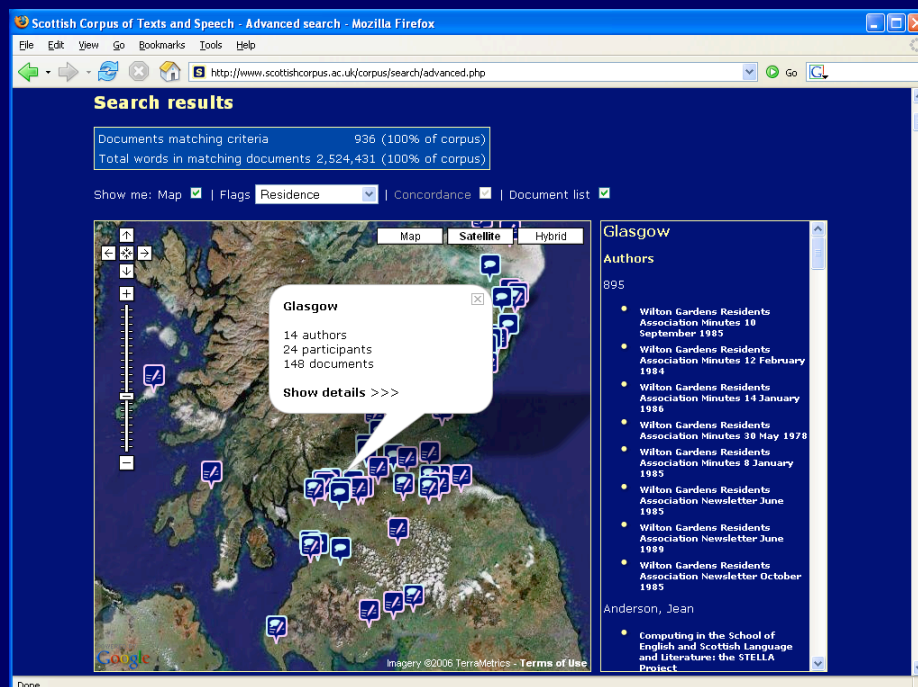 Scottish Corpus of Texts and Speech - Advanced search - Mozilla Firefox
File Edit View Go Bookmarks Tools Help
http://www.scottishcorpus.ac.uk/corpus/search/advanced.php Go
Search results
Documents matching criteria 936 (100% of corpus)
Total words in matching documents 2,524,431 (100% of corpus)
Show me: Map | Flags Residence | Concordance | Document list
Map Satellite Hybrid
Glasgow
14 authors
24 participants
148 documents
Show details >>>
Google
Imagery ©2006 TerraMetrics - Terms of Use
Glasgow
Authors
895
Wilton Gardens Residents
Association Minutes 10
September 1985
Wilton Gardens Residents
Association Minutes 12 February
1984
Wilton Gardens Residents
Association Minutes 14 January
1986
Wilton Gardens Residents
Association Minutes 30 May 1978
Wilton Gardens Residents
Association Minutes 8 January
1985
Wilton Gardens Residents
Association Newsletter June
1985
Wilton Gardens Residents
Association Newsletter June
1989
Wilton Gardens Residents
Association Newsletter October
1985
Anderson, Jean
Computing in the School of
English and Scottish Language
and Literature: the STELLA
Project
Done